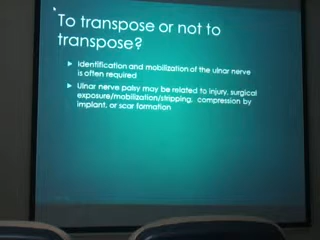 To transpose or not to
transpose?
Identification and mobilization of the ulnar nerve
is often required
Ulnar nerve palsy may be related to injury, surgical
exposure/mobilization/stripping, compression by
implant, or scar formation